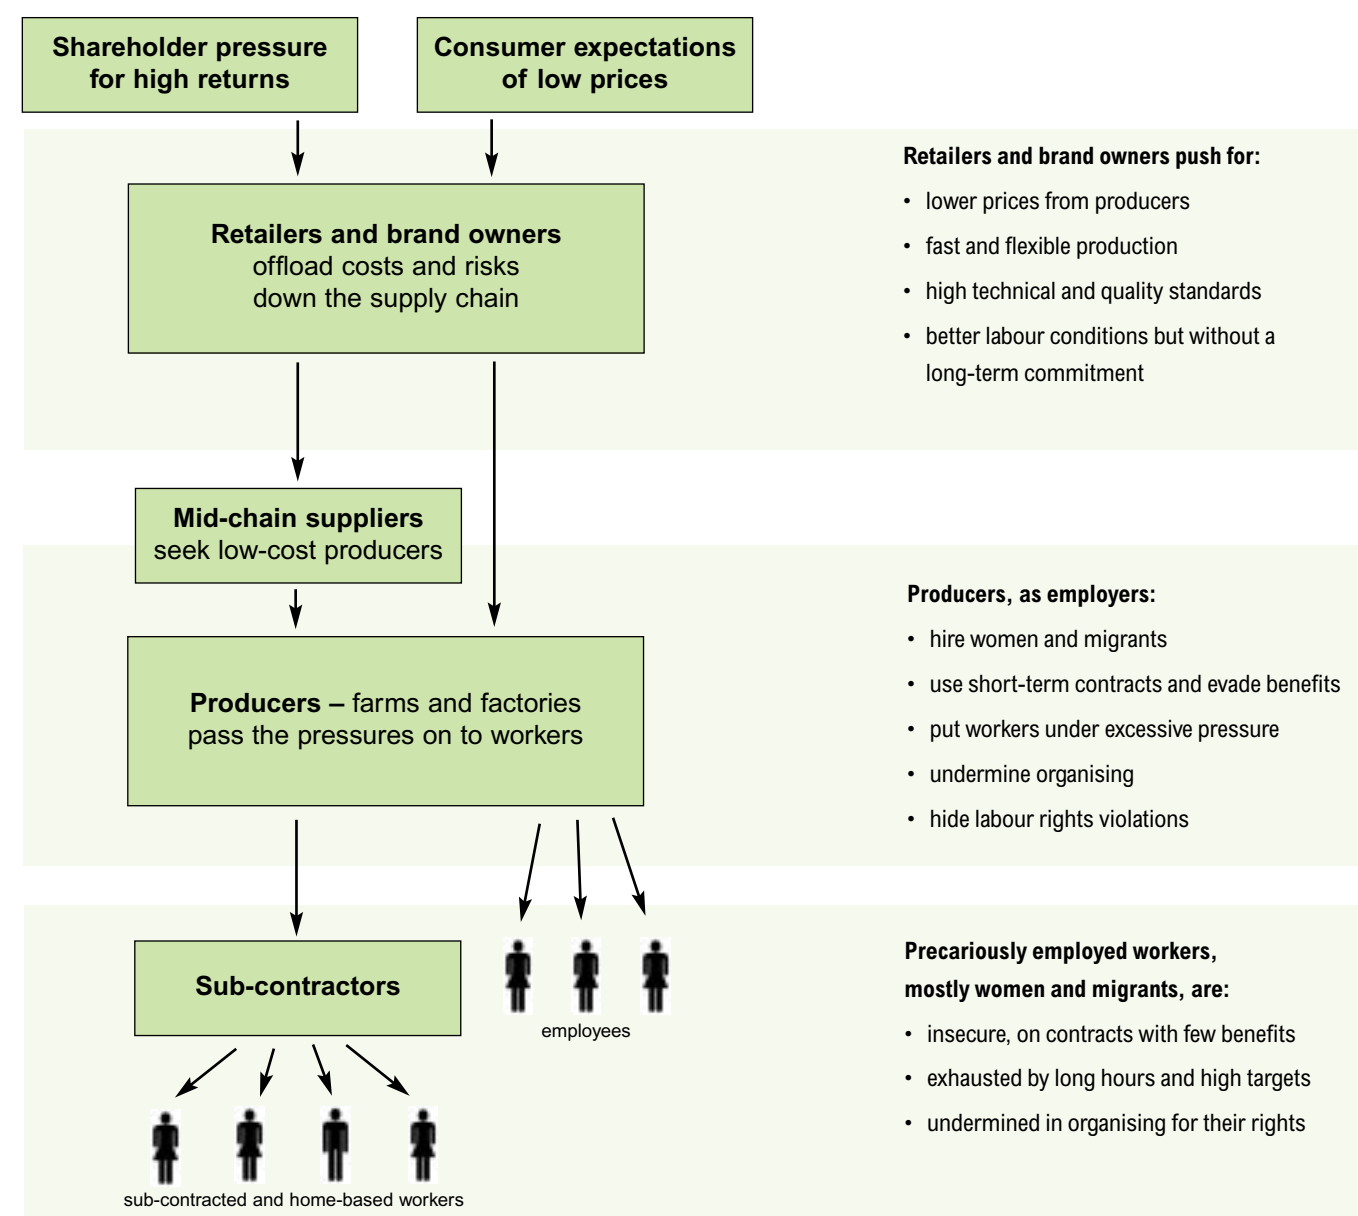 Shareholder pressure
for high returns
Consumer expectations
of low prices
Retailers and brand owners
offload costs and risks
down the supply chain
Retailers and brand owners push for:
• lower prices from producers
• fast and flexible production
• high technical and quality standards
• better labour conditions but without a
long-term commitment
Mid-chain suppliers
seek low-cost producers
Producers – farms and factories
pass the pressures on to workers
Producers, as employers:
• hire women and migrants
• use short-term contracts and evade benefits
• put workers under excessive pressure
• undermine organising
• hide labour rights violations
Sub-contractors
employees
sub-contracted and home-based workers
Precariously employed workers,
mostly women and migrants, are:
• insecure, on contracts with few benefits
• exhausted by long hours and high targets
• undermined in organising for their rights